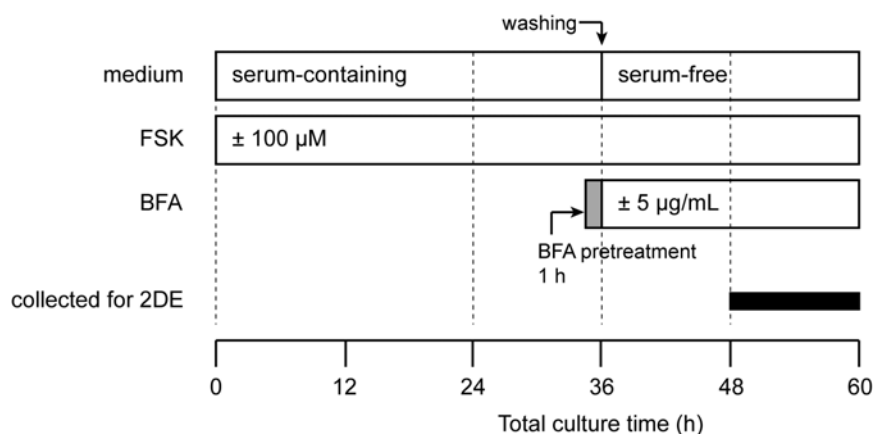 washing
medium
serum-containing
serum-free
FSK
± 100 µM
BFA
± 5 µg/mL
BFA pretreatment
1 h
collected for 2DE
0 12 24 36 48 60
Total culture time (h)